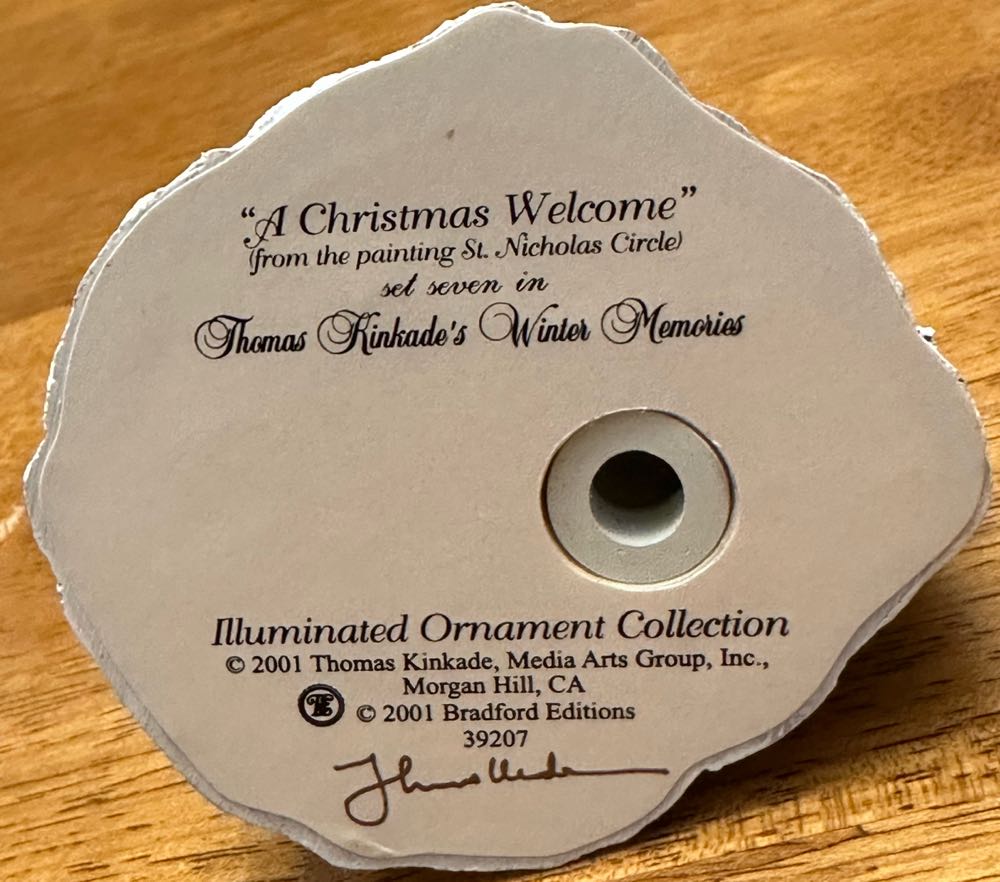 “A Christmas Welcome”
(from the painting St. Nicholas Circle)
set seven in
Thomas Kinkade's Winter Memories
Illuminated Ornament Collection
© 2001 Thomas Kinkade, Media Arts Group, Inc.,
Morgan Hill, CA
© 2001 Bradford Editions
39207